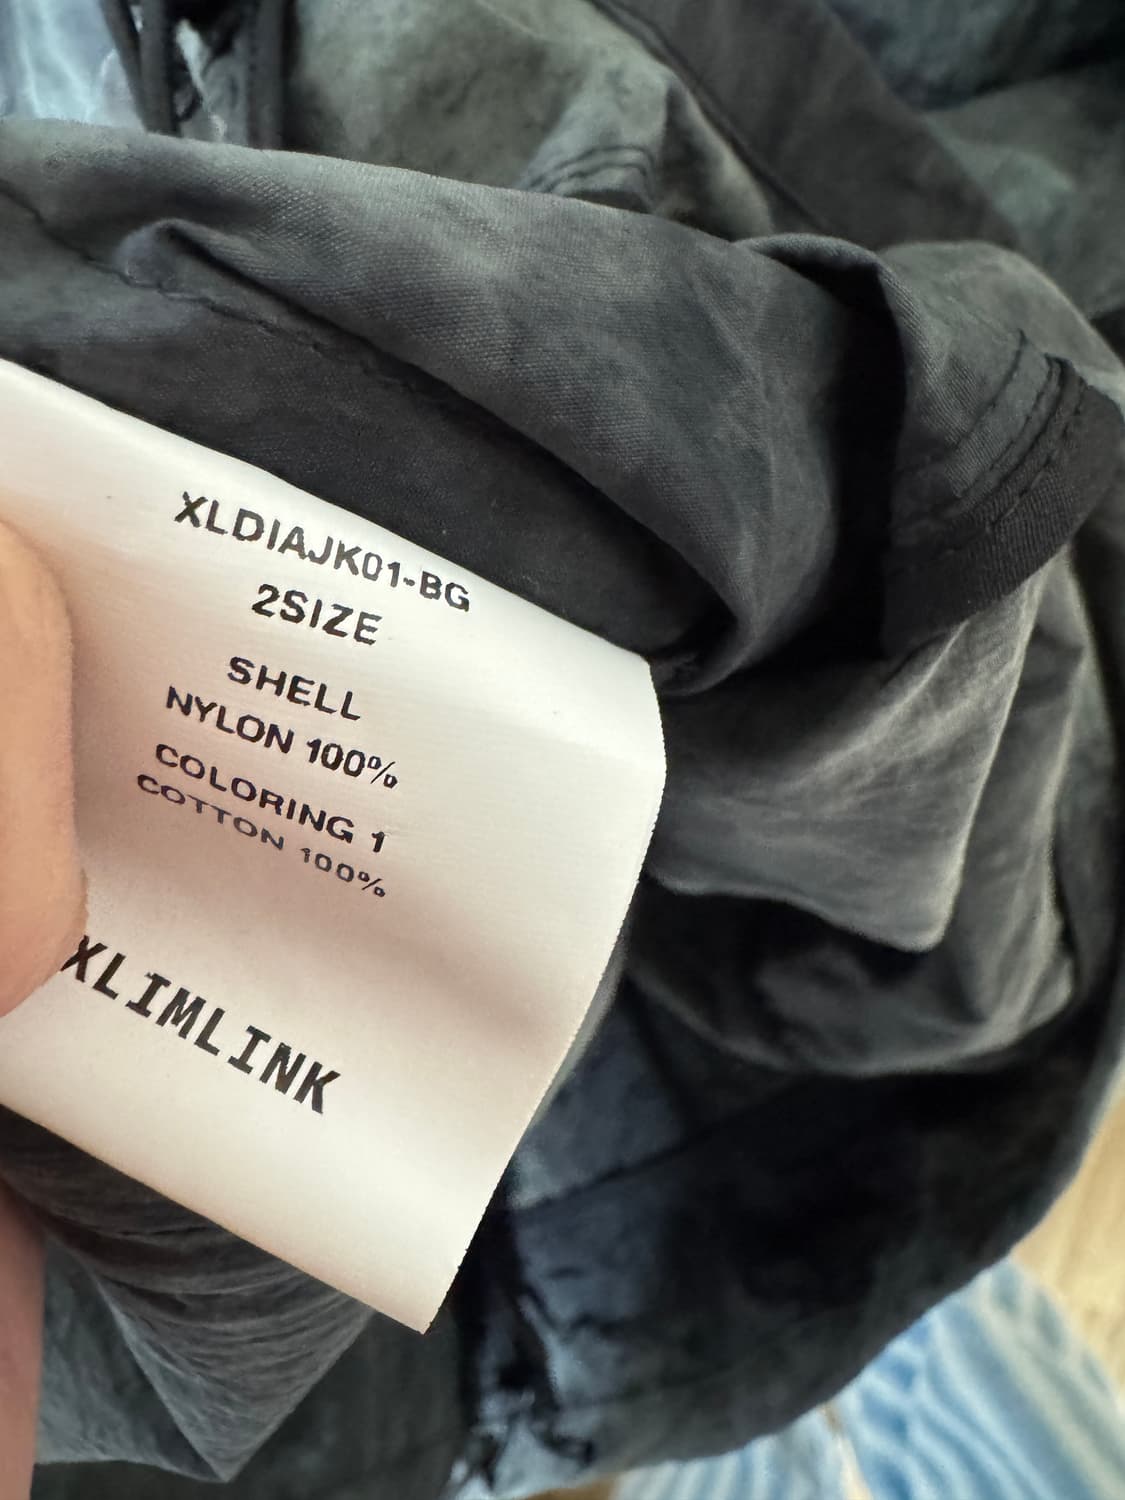 XLDIAJK01-BG
2SIZE
SHELL
NYLON 100%
COLORING 1
COTTON 100%
XLIMLINK